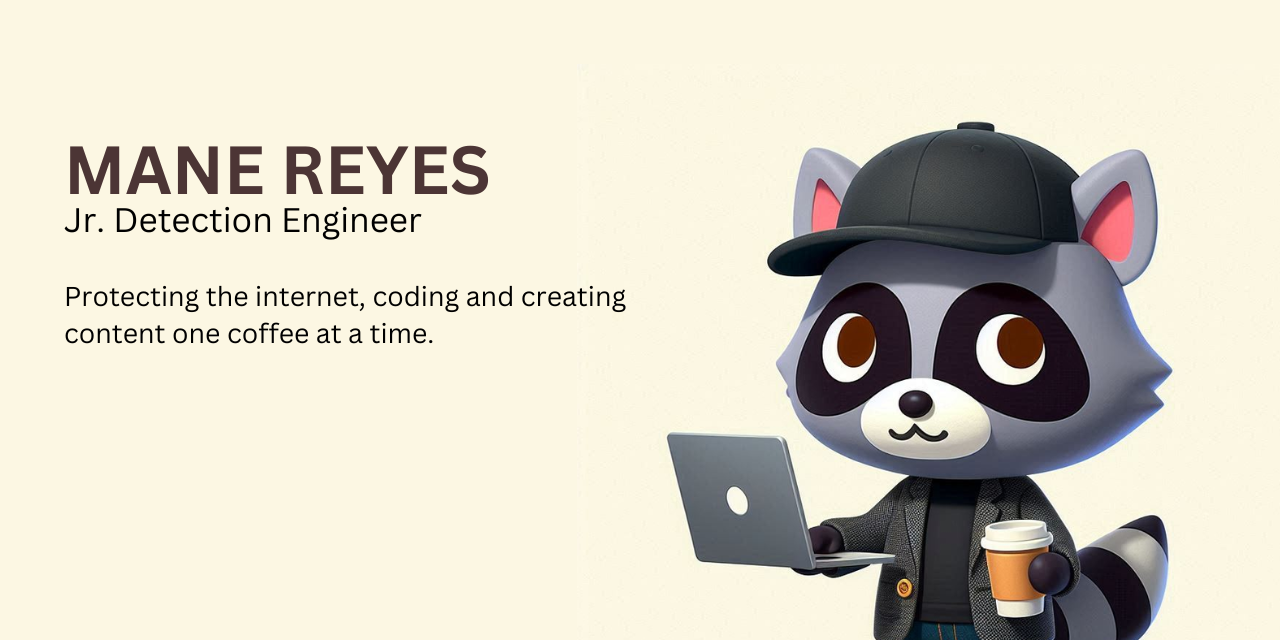 MANE REYES
Jr. Detection Engineer
Protecting the internet, coding and creating
content one coffee at a time.